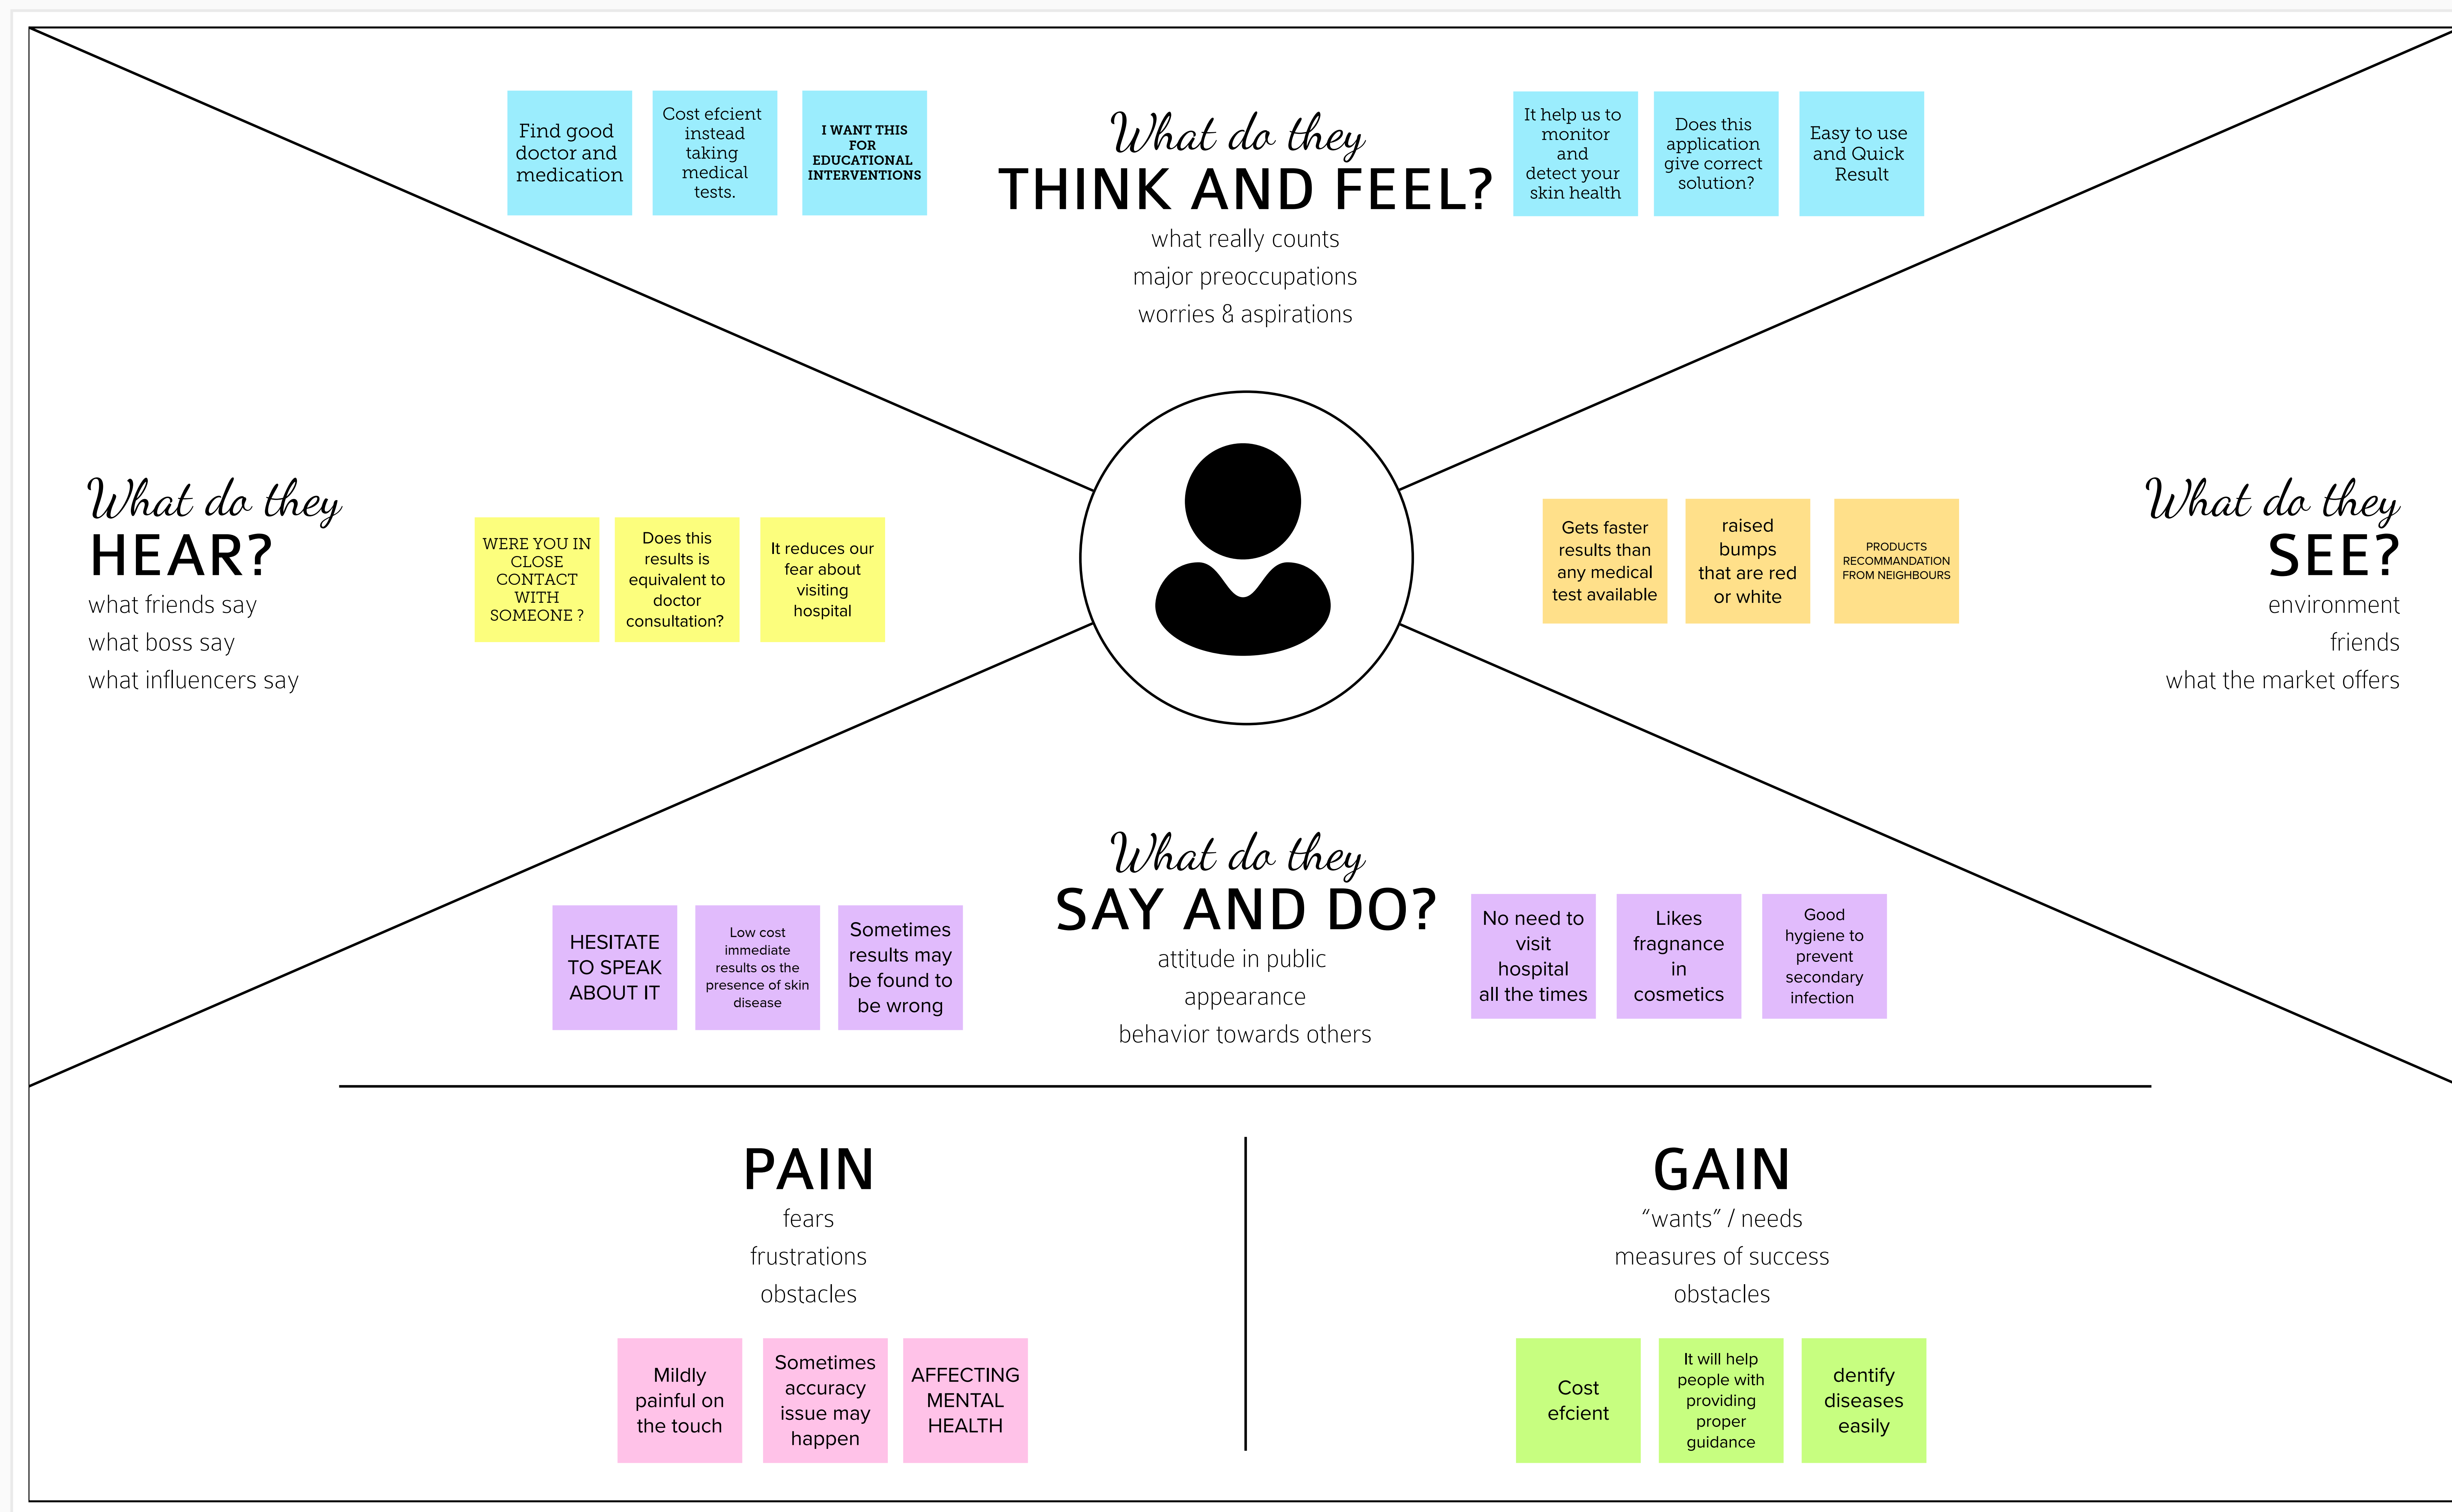 Find good
doctor and
medication
Cost efcient
instead
taking
medical
tests.
I WANT THIS
FOR
EDUCATIONAL
INTERVENTIONS
What do they
THINK AND FEEL?
what really counts
major preoccupations
worries & aspirations
It help us to
monitor
and
detect your
skin health
Does this
application
give correct
solution?
Easy to use
and Quick
Result
What do they
HEAR?
what friends say
what boss say
what influencers say
WERE YOU IN
CLOSE
CONTACT
WITH
SOMEONE ?
Does this
results is
equivalent to
doctor
consultation?
It reduces our
fear about
visiting
hospital
Gets faster
results than
any medical
test available
raised
bumps
that are red
or white
PRODUCTS
RECOMMANDATION
FROM NEIGHBOURS
What do they
SEE?
environment
friends
what the market offers
HESITATE
TO SPEAK
ABOUT IT
Low cost
immediate
results os the
presence of skin
disease
Sometimes
results may
be found to
be wrong
What do they
SAY AND DO?
attitude in public
appearance
behavior towards others
No need to
visit
hospital
all the times
Likes
fragnance
in
cosmetics
Good
hygiene to
prevent
secondary
infection
PAIN
fears
frustrations
obstacles
Mildly
painful on
the touch
Sometimes
accuracy
issue may
happen
AFFECTING
MENTAL
HEALTH
GAIN
“wants” / needs
measures of success
obstacles
Cost
efcient
It will help
people with
providing
proper
guidance
dentify
diseases
easily